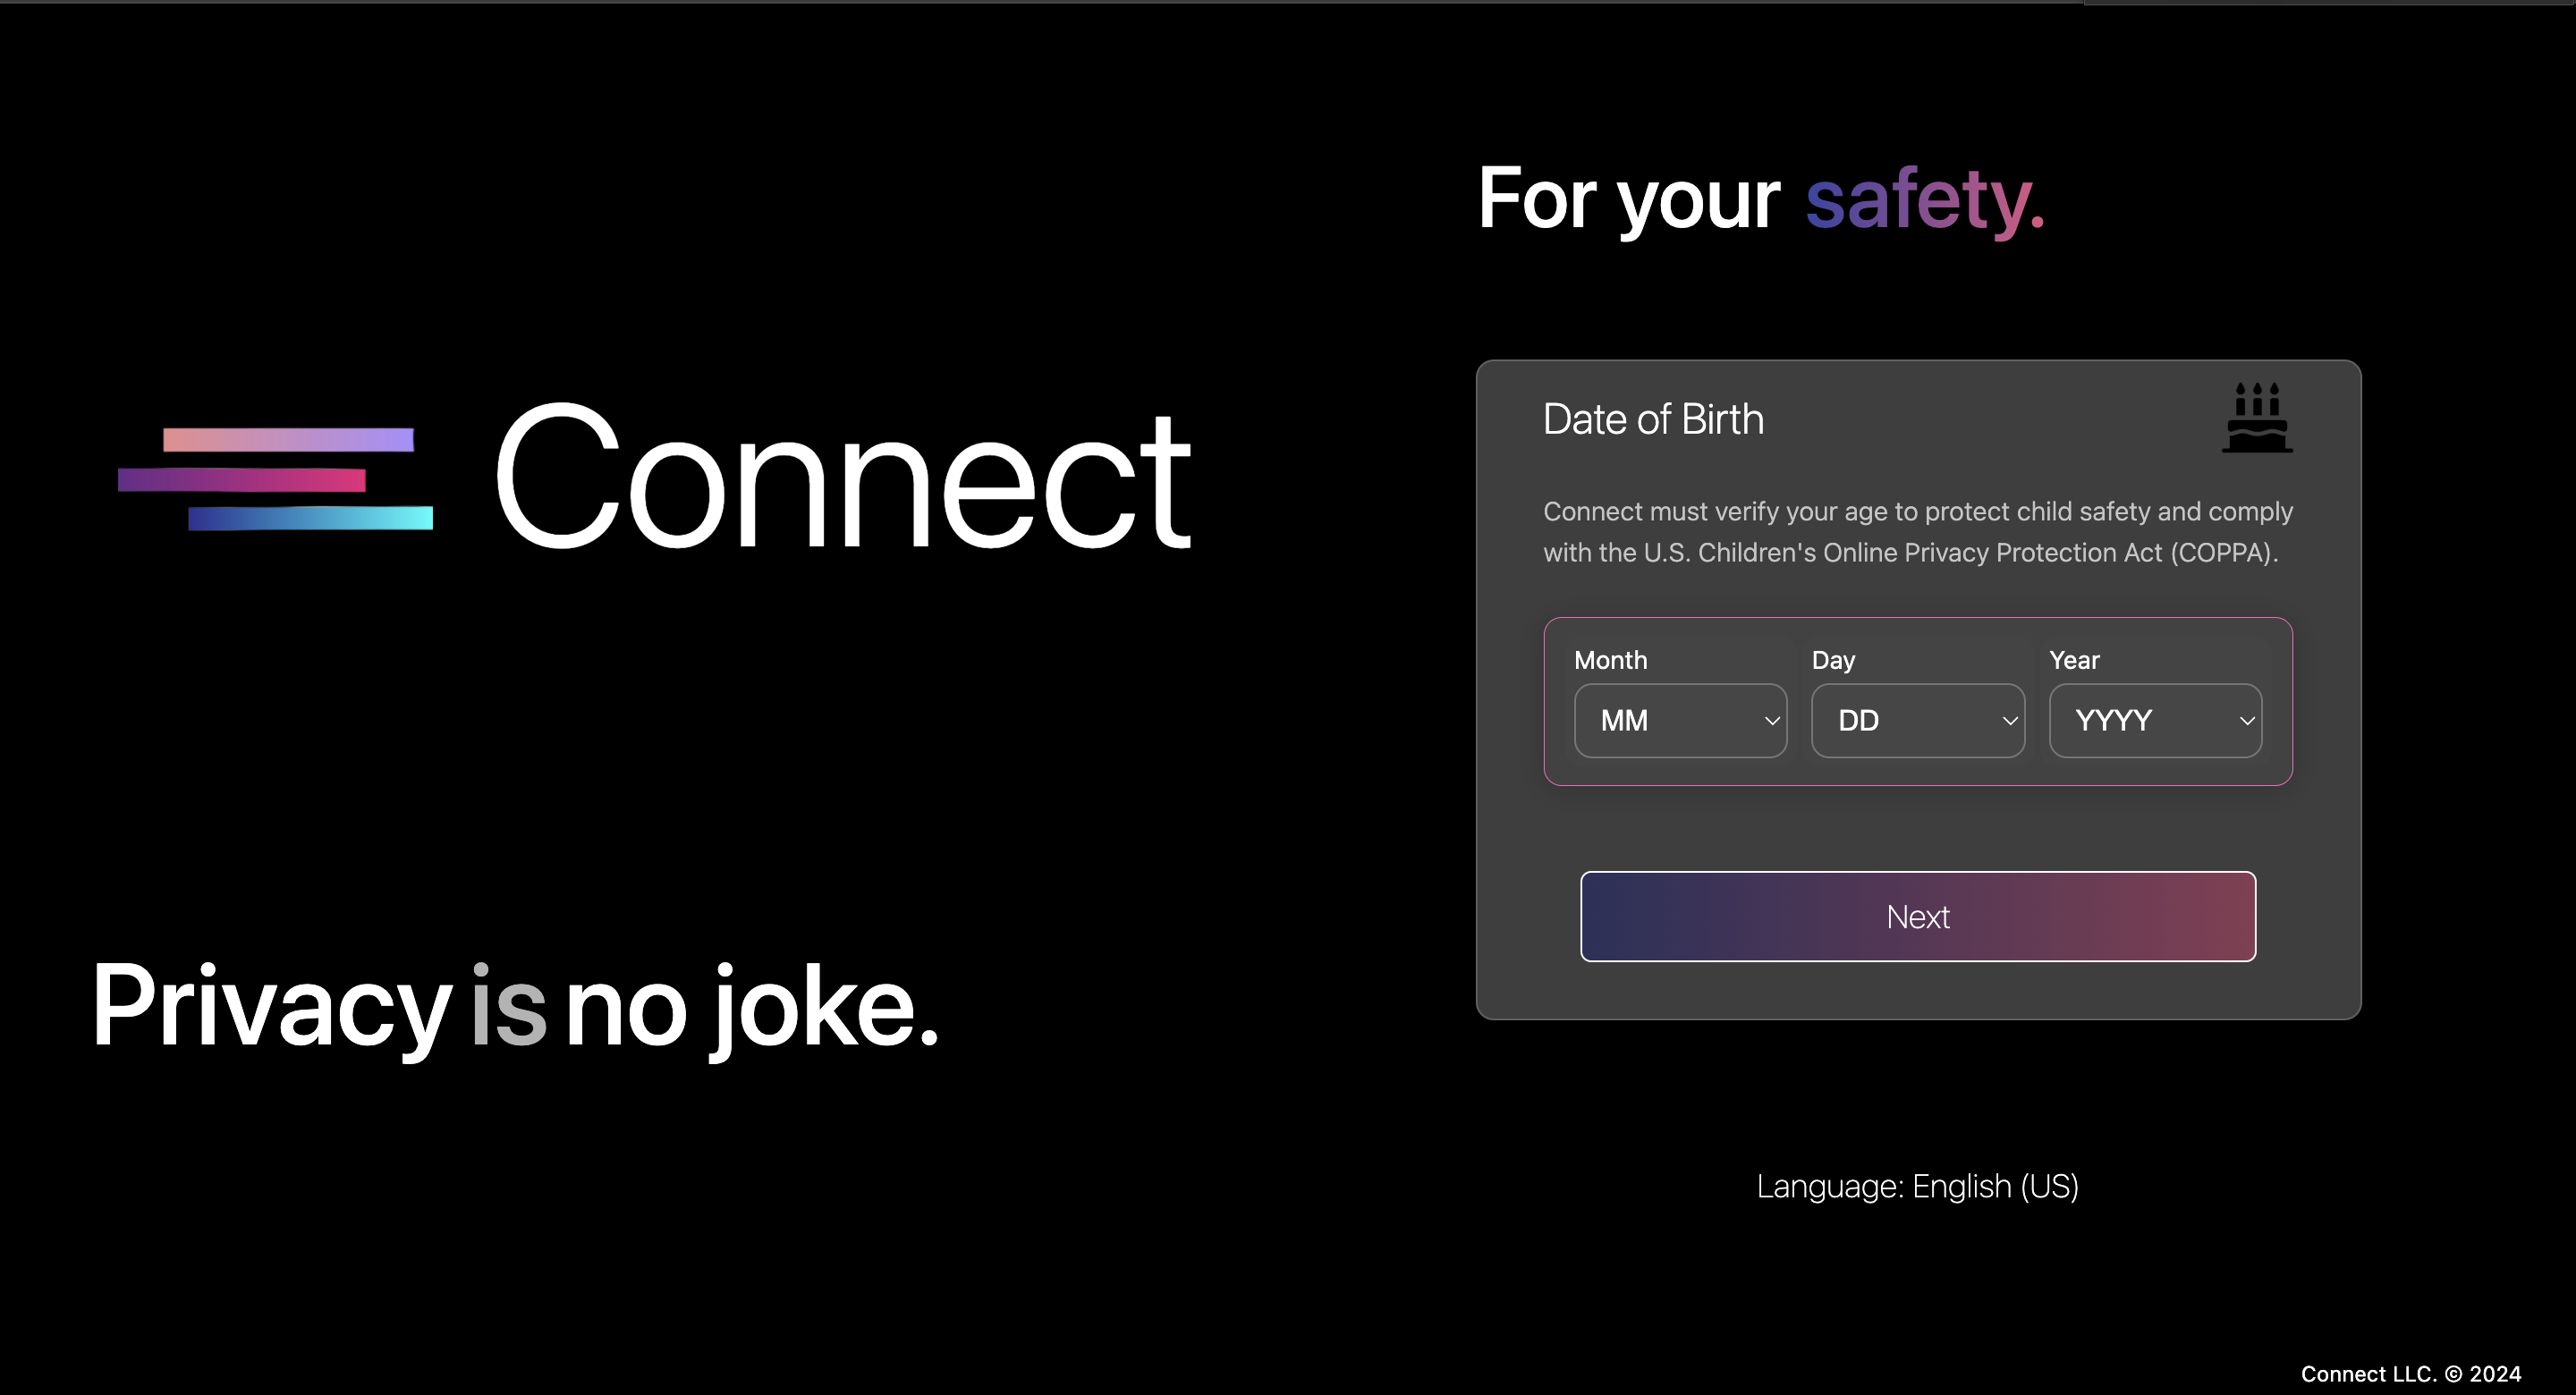 Connect
Privacy is no joke.
For your safety.
Date of Birth
Connect must verify your age to protect child safety and comply
with the U.S. Children's Online Privacy Protection Act (COPPA).
Month Day Year
MM DD YYYY
Next
Language: English (US)
Connect LLC. © 2024